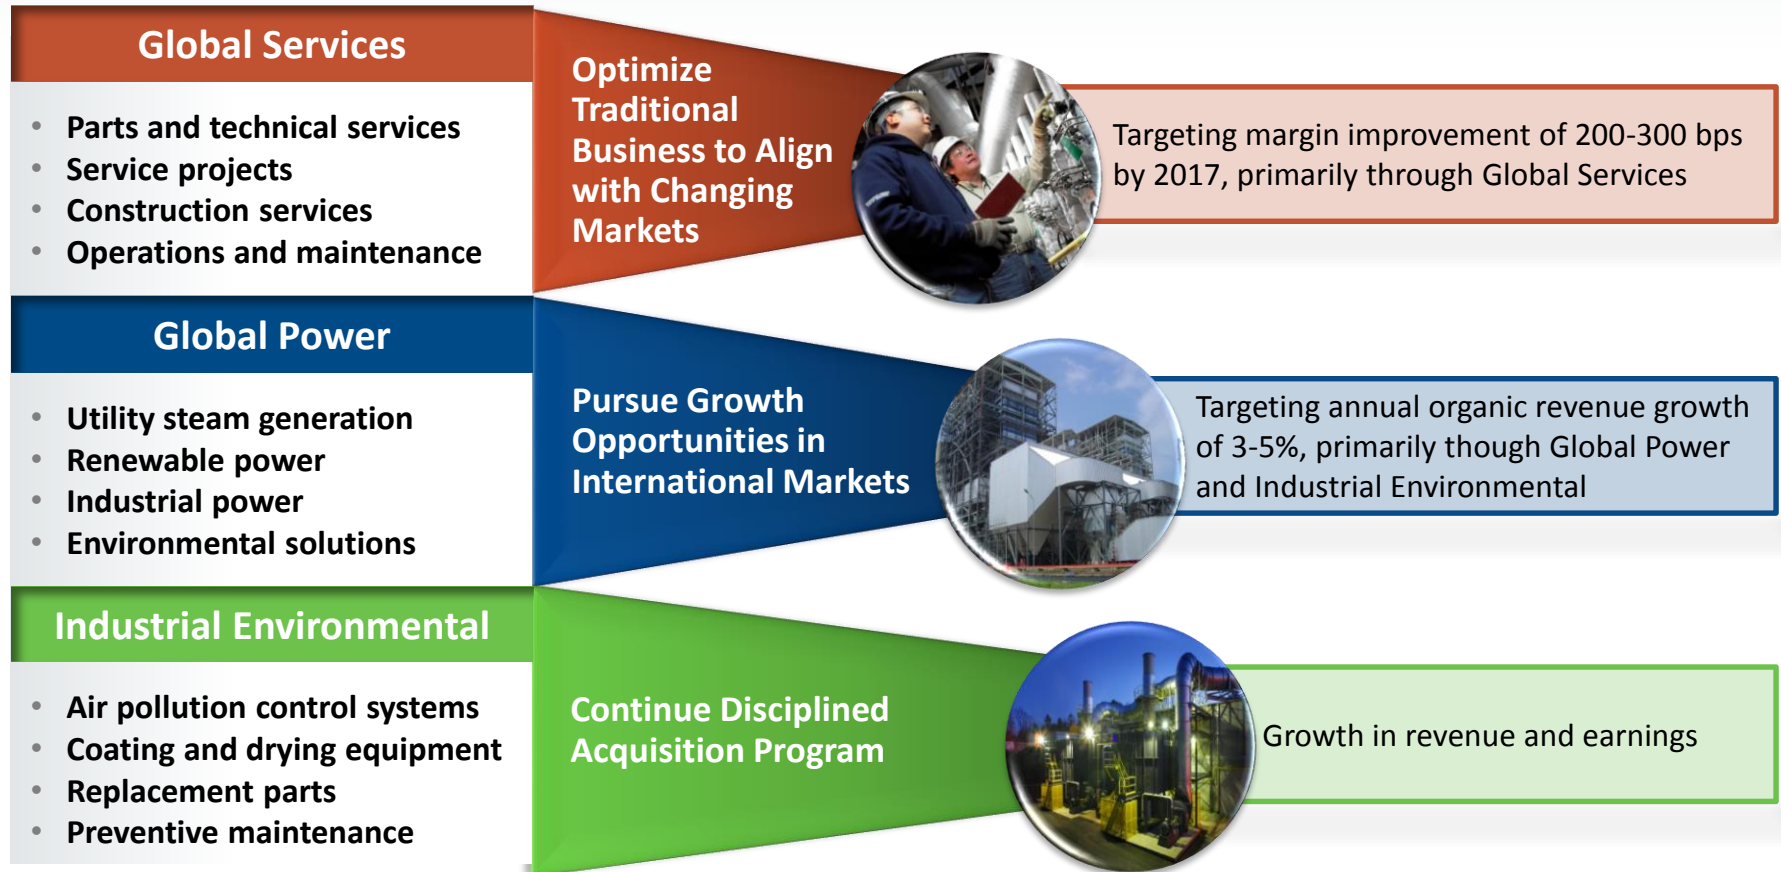 Global Services
• Parts and technical services
• Service projects
• Construction services
• Operations and maintenance
Optimize
Traditional
Business to Align
with Changing
Markets
Targeting margin improvement of 200-300 bps
by 2017, primarily through Global Services
Global Power
• Utility steam generation
• Renewable power
• Industrial power
• Environmental solutions
Pursue Growth
Opportunities in
International Markets
Targeting annual organic revenue growth
of 3-5%, primarily though Global Power
and Industrial Environmental
Industrial Environmental
• Air pollution control systems
• Coating and drying equipment
• Replacement parts
• Preventive maintenance
Continue Disciplined
Acquisition Program
Growth in revenue and earnings